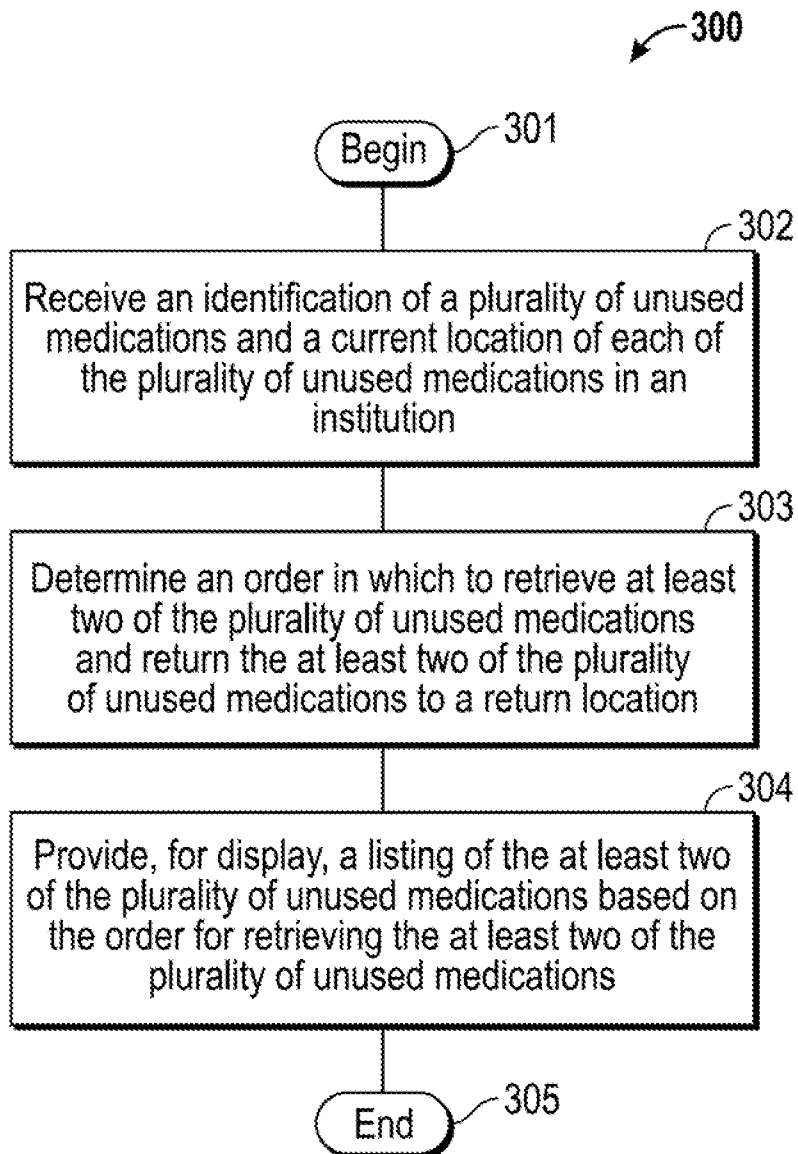 300
Begin
301
302
Receive an identification of a plurality of unused
medications and a current location of each of
the plurality of unused medications in an
institution
303
Determine an order in which to retrieve at least
two of the plurality of unused medications
and return the at least two of the plurality
of unused medications to a return location
304
Provide, for display, a listing of the at least two
of the plurality of unused medications based on
the order for retrieving the at least two of the
plurality of unused medications
End
305